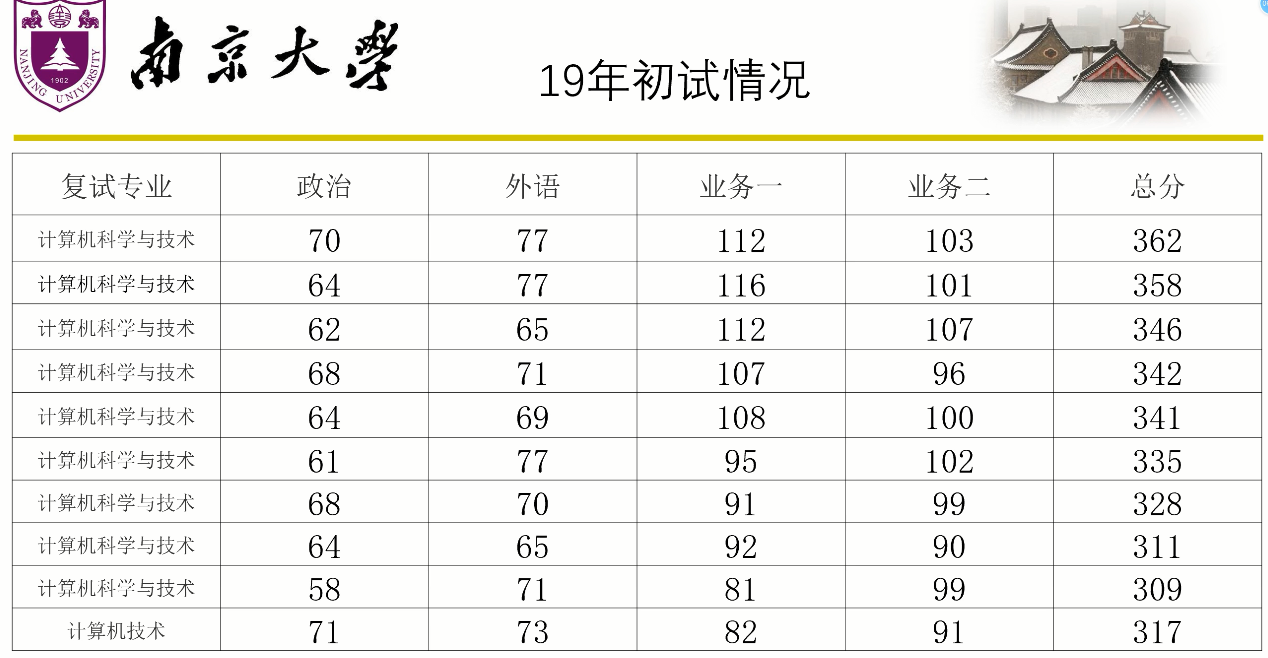 NANJING UNIVERSITY
1902
南京大學
19年初试情况
复试专业 政治 外语 业务一 业务二 总分
计算机科学与技术 70 77 112 103 362
计算机科学与技术 64 77 116 101 358
计算机科学与技术 62 65 112 107 346
计算机科学与技术 68 71 107 96 342
计算机科学与技术 64 69 108 100 341
计算机科学与技术 61 77 95 102 335
计算机科学与技术 68 70 91 99 328
计算机科学与技术 64 65 92 90 311
计算机科学与技术 58 71 81 99 309
计算机技术 71 73 82 91 317